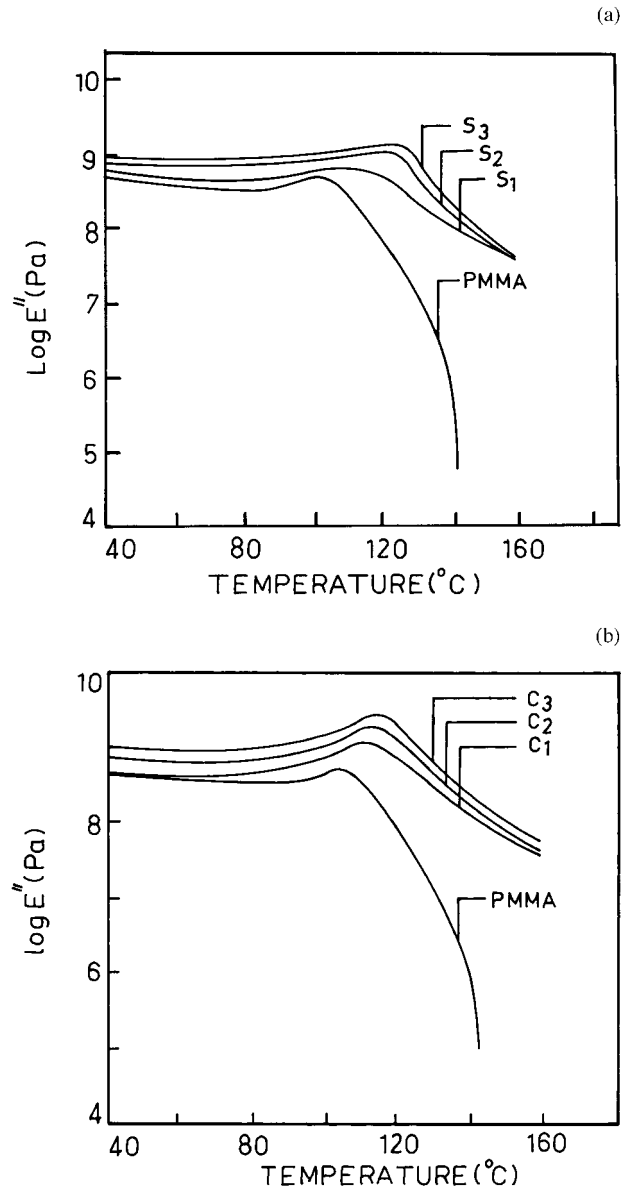 (a)
10
9
8
7
6
5
4
LOG E″(Pa)
S3
S2
S1
PMMA
40
80
120
160
TEMPERATURE(°C)
(b)
10
8
6
4
log E″(Pa)
C3
C2
C1
PMMA
40
80
120
160
TEMPERATURE(°C)